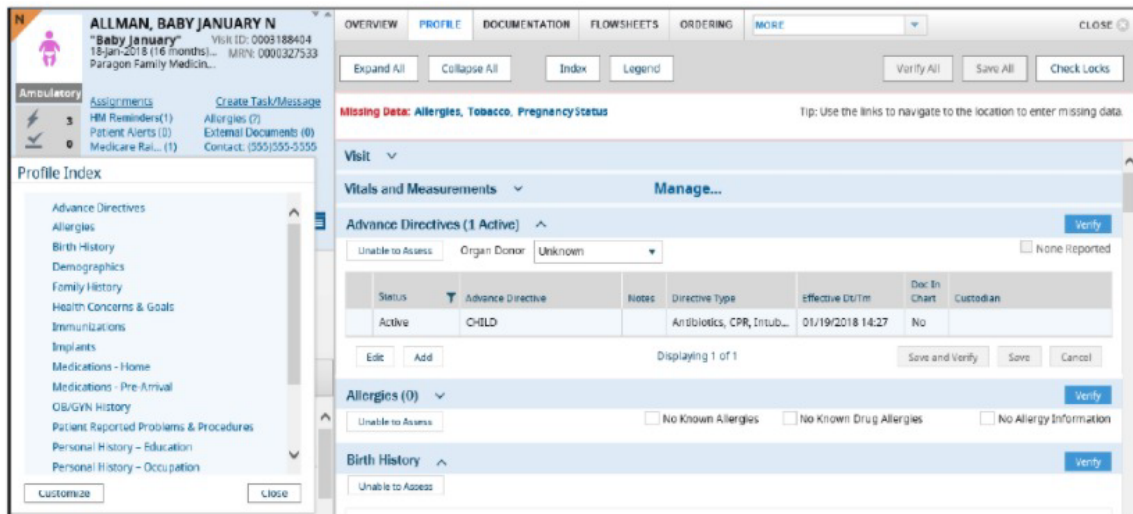 N
ALLMAN, BABY JANUARY N
"Baby January" Visit ID: 0003188404
18-Jan-2018 (16 months)... MRN: 0000327533
Paragon Family Medicin...
Ambulatory
Assignments Create Task/Message
3 HM Reminders(1) Allergies (?)
Patient Alerts (0) External Documents (0)
0 Medicare Rai... (1) Contact: (555)555-5555
Profile Index
Advance Directives
Allergies
Birth History
Demographics
Family History
Health Concerns & Goals
Immunizations
Implants
Medications - Home
Medications - Pre-Arrival
OB/GYN History
Patient Reported Problems & Procedures
Personal History – Education
Personal History – Occupation
Customize Close
OVERVIEW PROFILE DOCUMENTATION FLOWSHEETS ORDERING MORE CLOSE
Expand All Collapse All Index Legend Verify All Save All Check Locks
Missing Data: Allergies, Tobacco, PregnancyStatus Tip: Use the links to navigate to the location to enter missing data.
Visit
Vitals and Measurements Manage...
Advance Directives (1 Active) Verify
Unable to Assess Organ Donor Unknown None Reported
Status Advance Directive Notes Directive Type Effective Dt/Tm Doc In Chart Custodian
Active CHILD Antibiotics, CPR, Intub... 01/19/2018 14:27 No
Edit Add Displaying 1 of 1 Save and Verify Save Cancel
Allergies (0) Verify
Unable to Assess No Known Allergies No Known Drug Allergies No Allergy Information
Birth History Verify
Unable to Assess